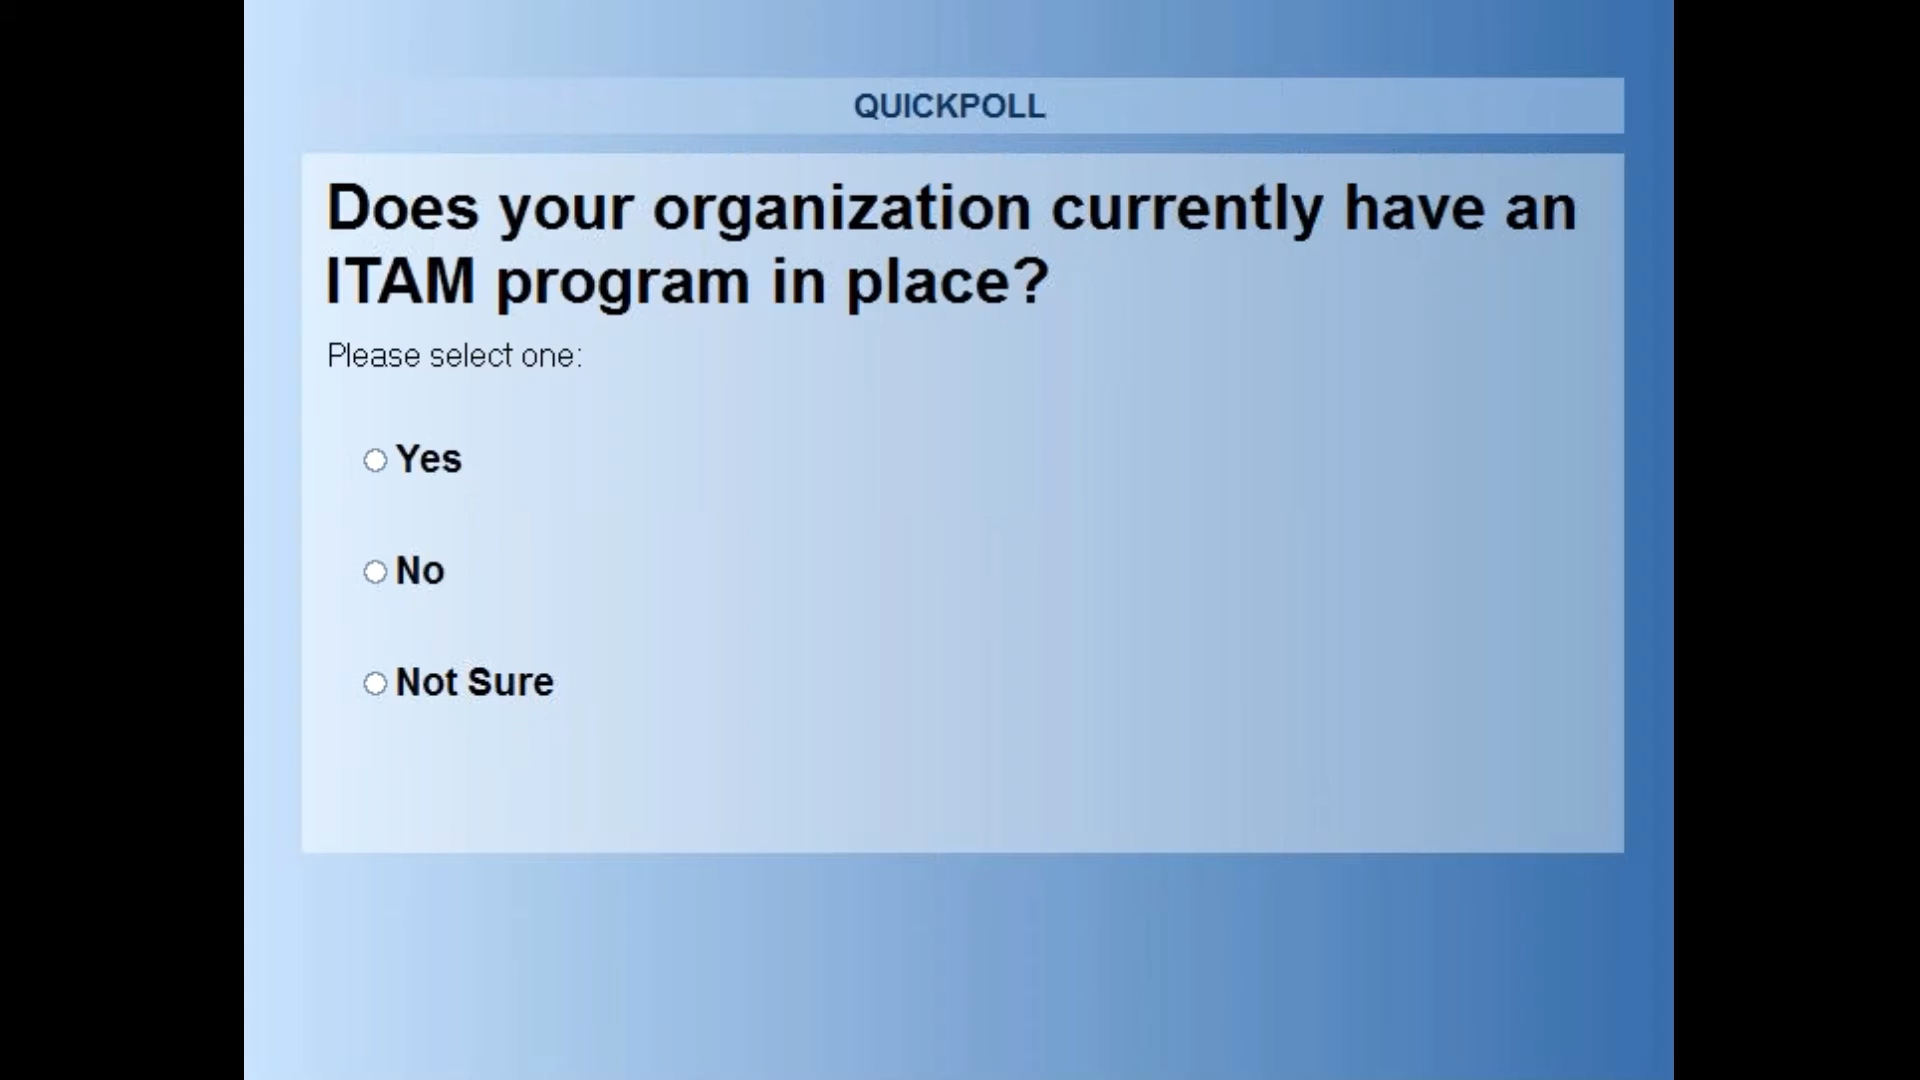 QUICKPOLL
Does your organization currently have an
ITAM program in place?
Please select one:
Yes
No
Not Sure